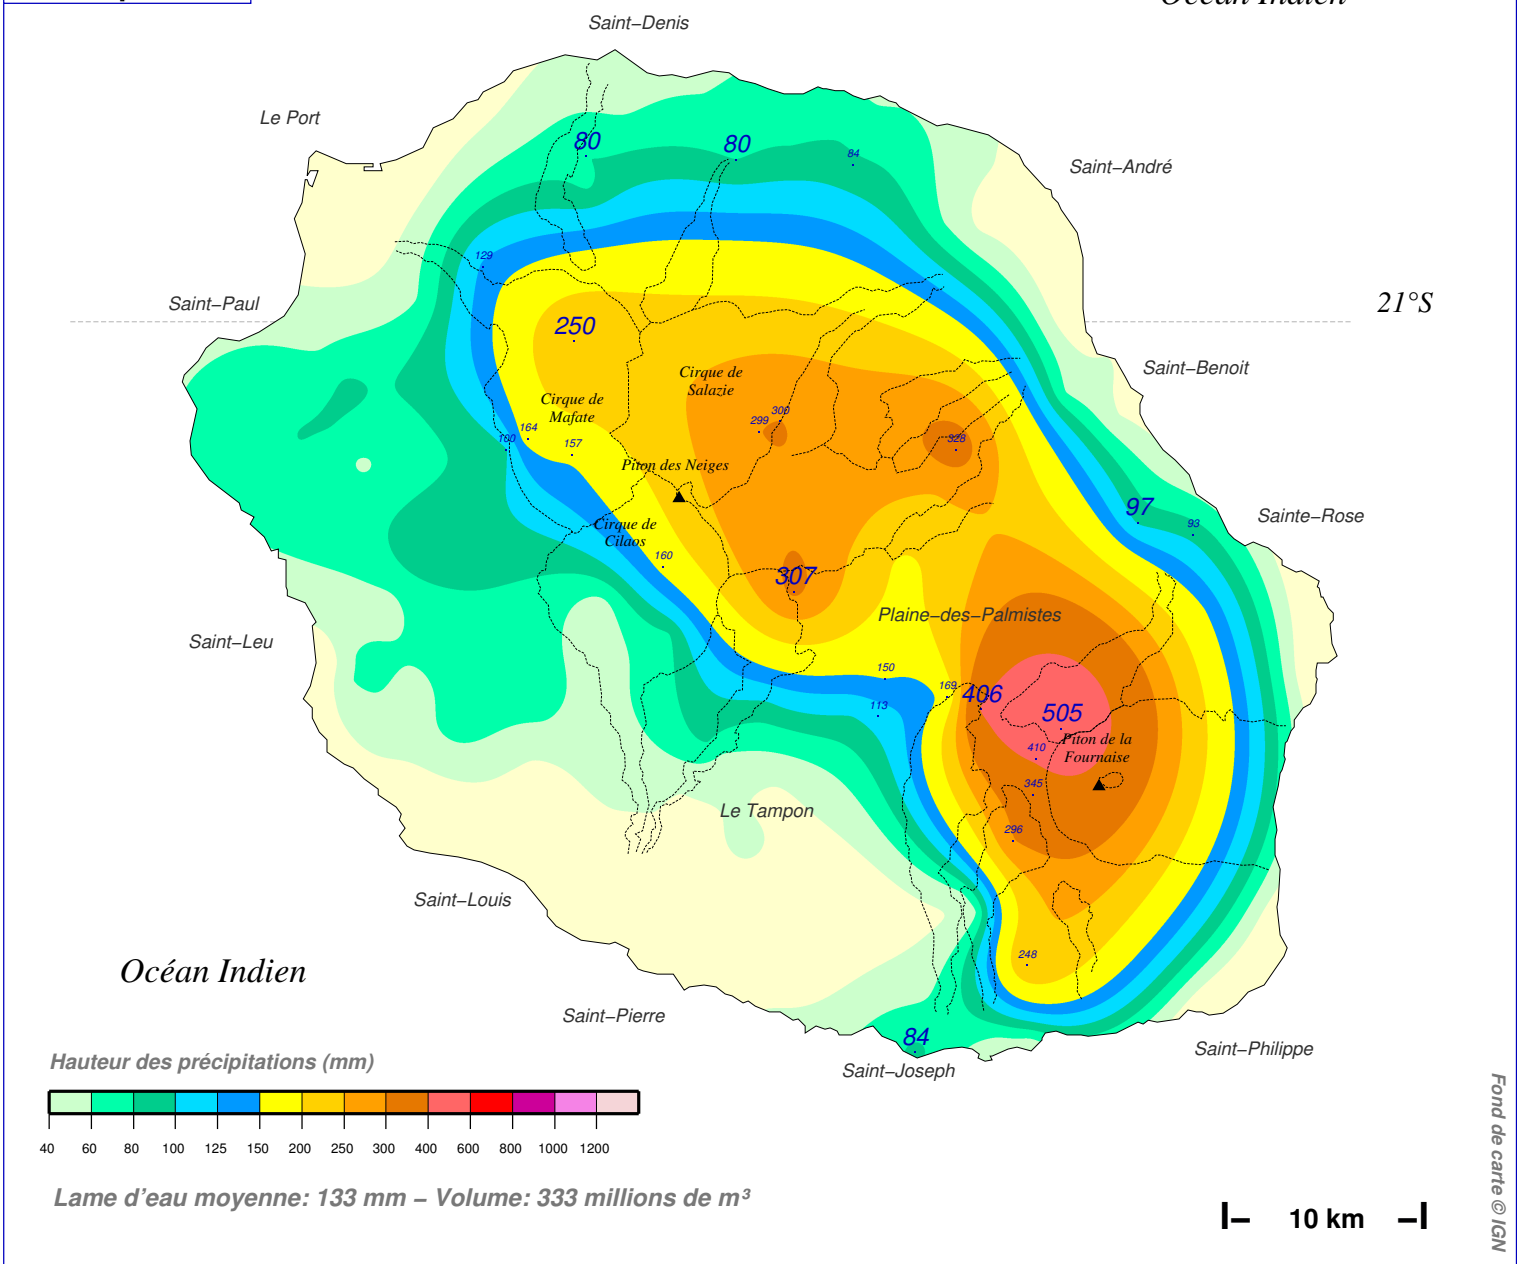 Océan Indien
Saint–Denis
Le Port
80
80
84
Saint–André
129
Saint–Paul
21°S
250
Saint–Benoit
Cirque de
Salazie
Cirque de
Mafate
300
299
164
100
157
328
Piton des Neiges
97
93
Sainte–Rose
Cirque de
Cilaos
160
307
Plaine–des–Palmistes
Saint–Leu
150
169
406
113
505
410
Piton de la
Fournaise
345
Le Tampon
296
Saint–Louis
248
Océan Indien
Saint–Pierre
84
Saint–Joseph
Saint–Philippe
Hauteur des précipitations (mm)
40 60 80 100 125 150 200 250 300 400 600 800 1000 1200
Lame d'eau moyenne: 133 mm – Volume: 333 millions de m³
10 km
Fond de carte © IGN